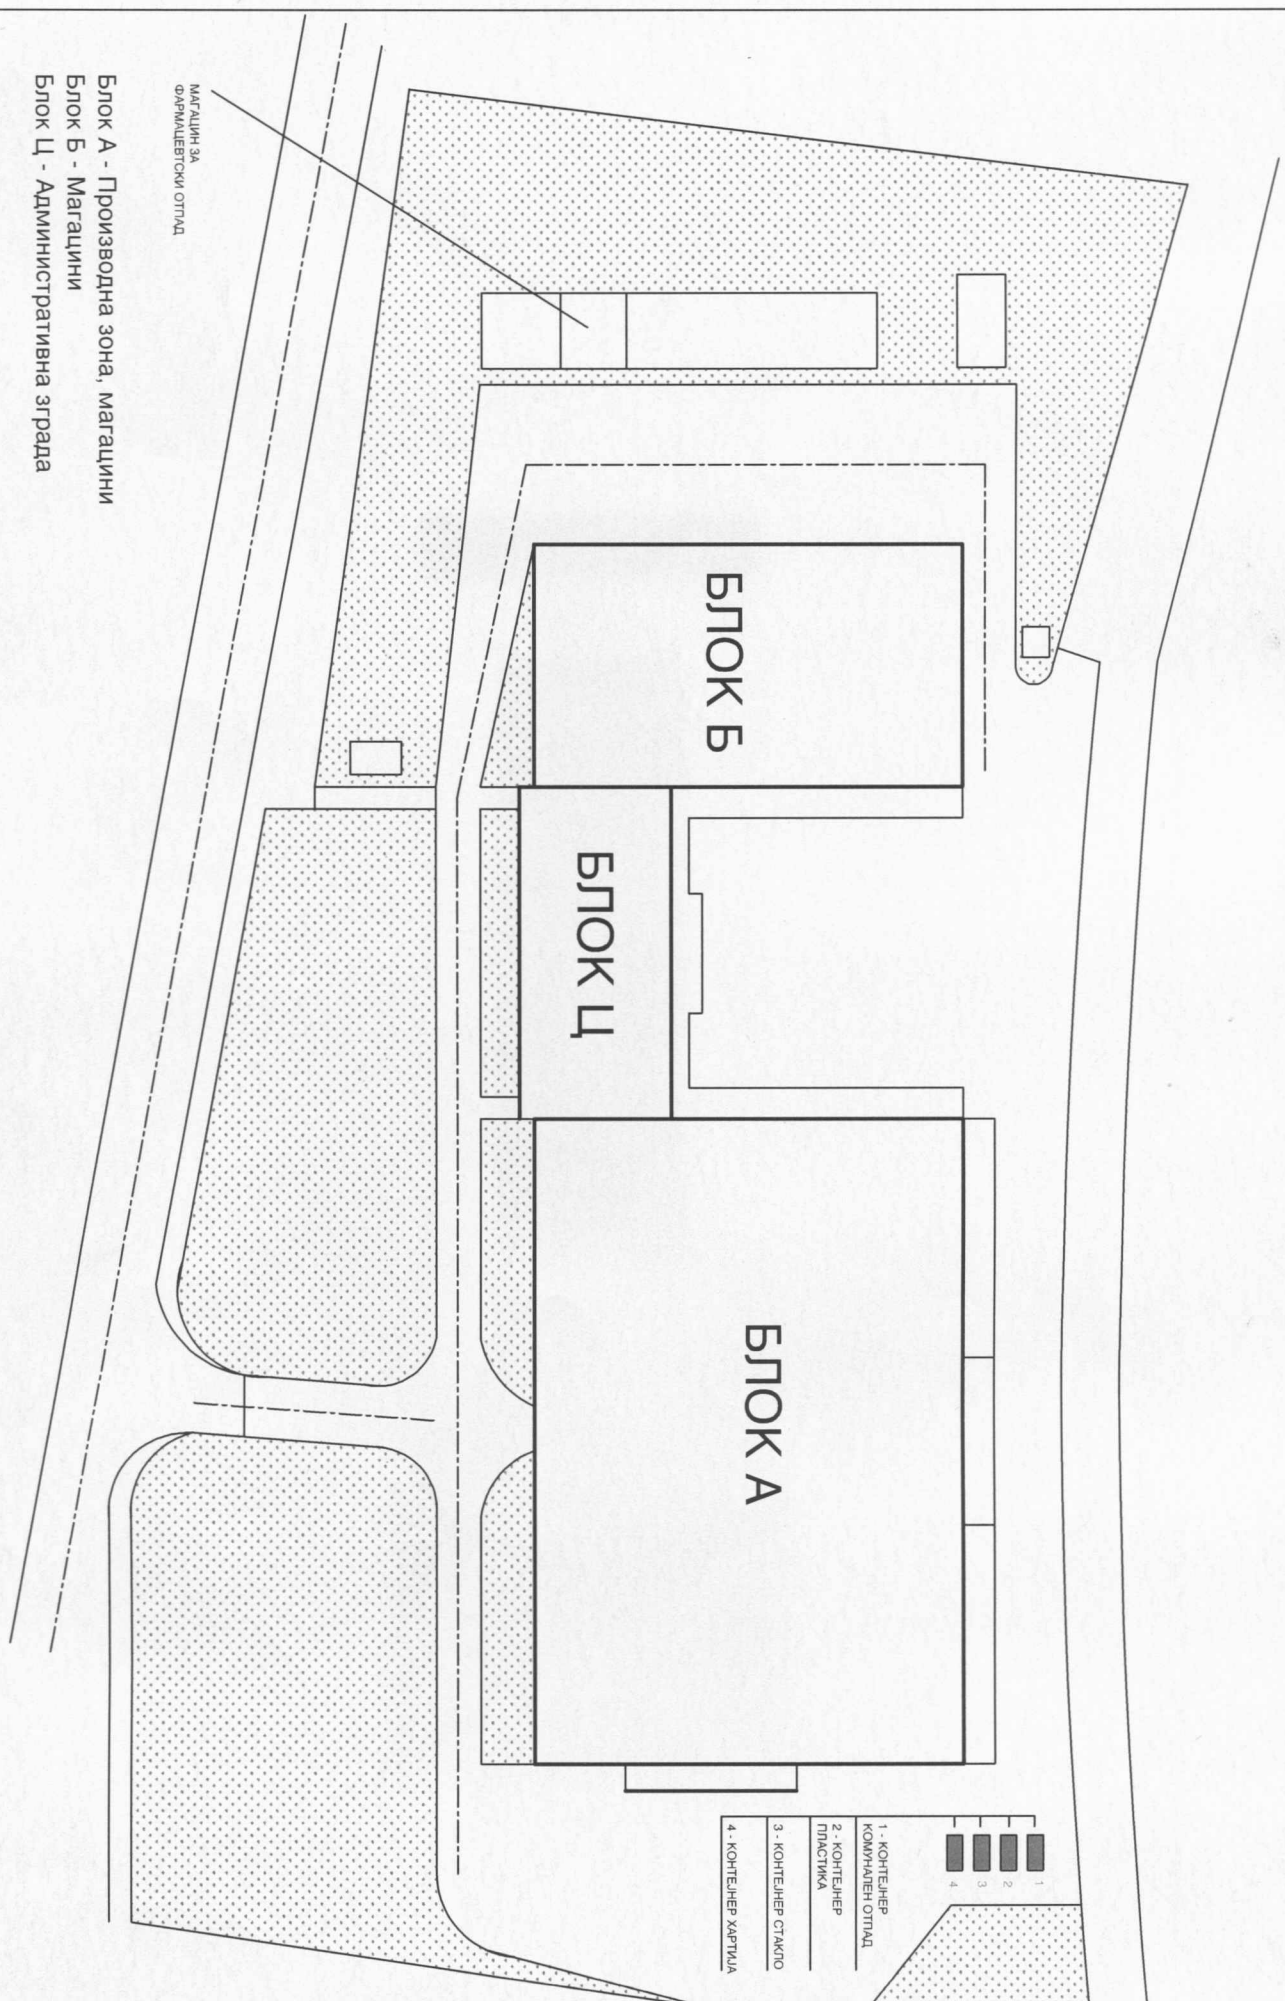 МАГАЦИН ЗА
ФАРМАЦЕВТСКИ ОТПАД
Блок А - Производна зона, магацини
Блок Б - Магацини
Блок Ц - Административна зграда
БЛОК Б
БЛОК Ц
БЛОК А
1
2
3
4
1 - КОНТЕЈНЕР
КОМУНАЛЕН ОТПАД
2 - КОНТЕЈНЕР
ПЛАСТИКА
3 - КОНТЕЈНЕР СТАКЛО
4 - КОНТЕЈНЕР ХАРТИЈА